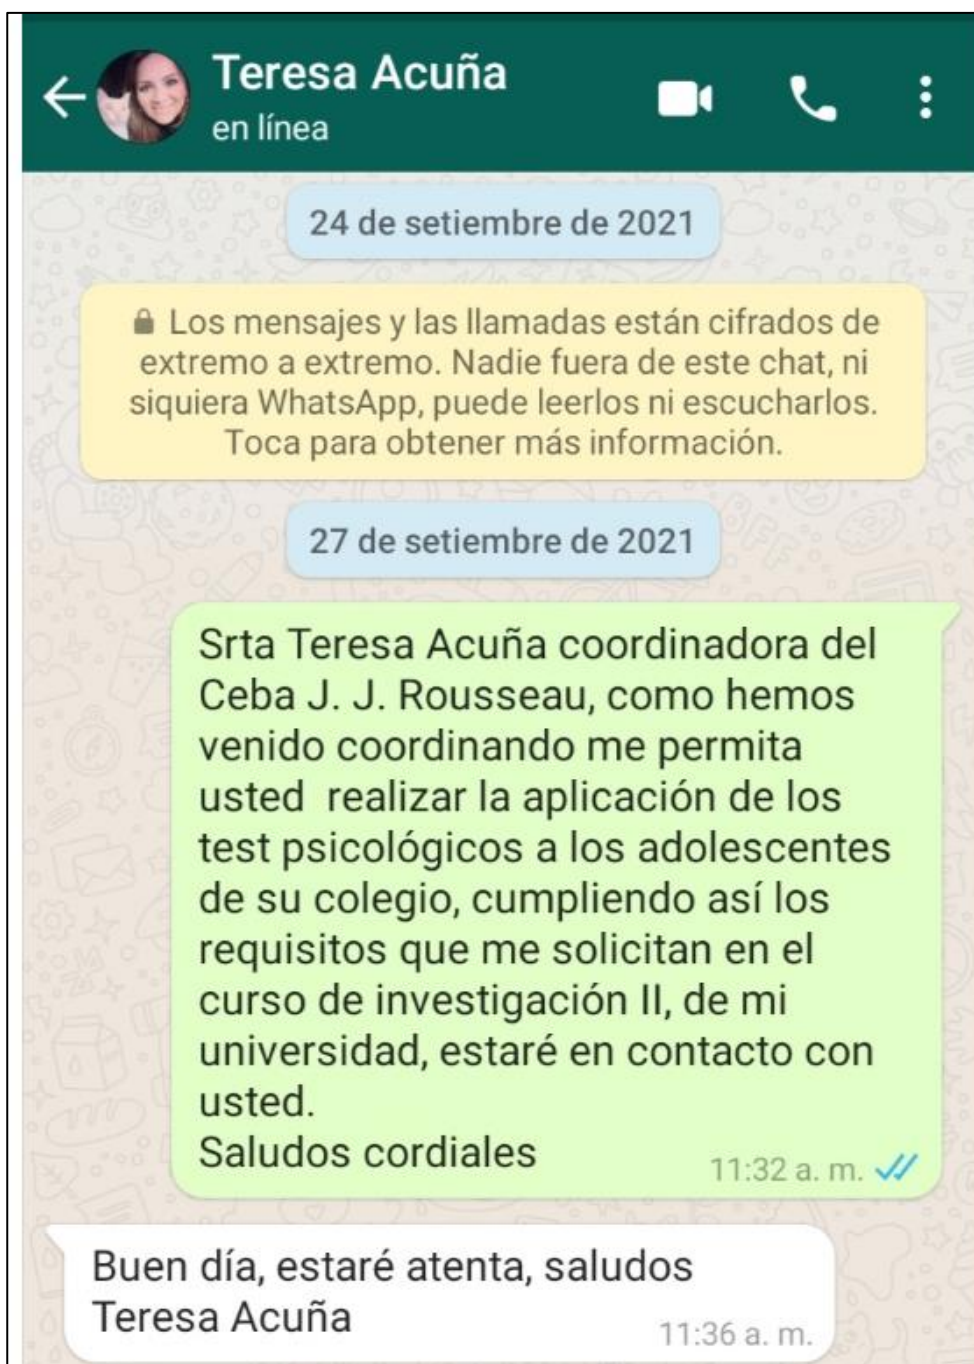 Teresa Acuña
en línea
24 de setiembre de 2021
Los mensajes y las llamadas están cifrados de
extremo a extremo. Nadie fuera de este chat, ni
siquiera WhatsApp, puede leerlos ni escucharlos.
Toca para obtener más información.
27 de setiembre de 2021
Srta Teresa Acuña coordinadora del
Ceba J. J. Rousseau, como hemos
venido coordinando me permita
usted  realizar la aplicación de los
test psicológicos a los adolescentes
de su colegio, cumpliendo así los
requisitos que me solicitan en el
curso de investigación II, de mi
universidad, estaré en contacto con
usted.
Saludos cordiales
11:32 a. m.
Buen día, estaré atenta, saludos
Teresa Acuña
11:36 a. m.